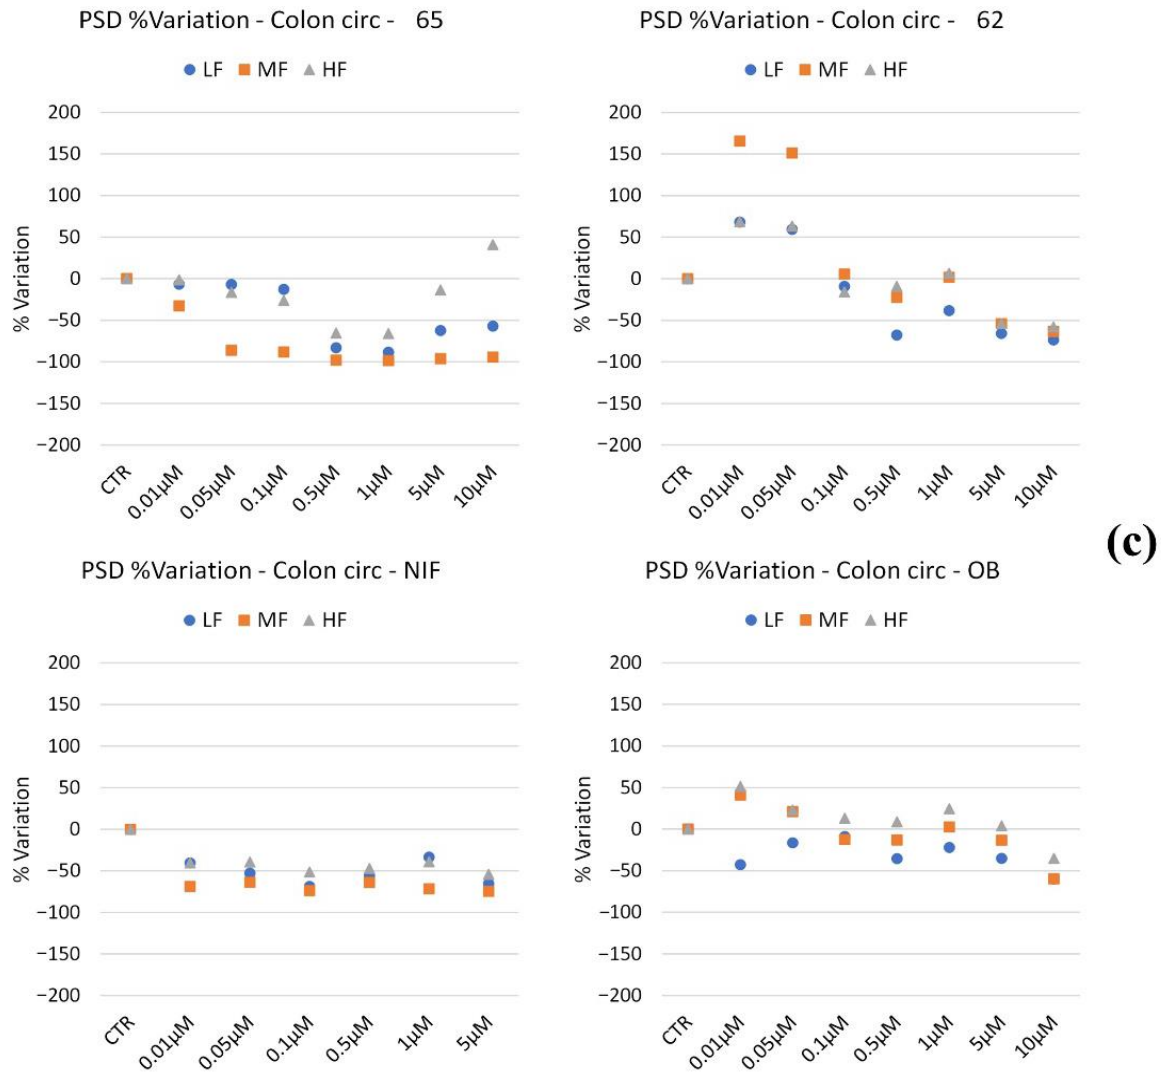 PSD %Variation - Colon circ - 65
LF MF HF
200
150
100
50
0
−50
−100
−150
−200
% Variation
CTR 0.01µM 0.05µM 0.1µM 0.5µM 1µM 5µM 10µM
PSD %Variation - Colon circ - 62
LF MF HF
200
150
100
50
0
−50
−100
−150
−200
% Variation
CTR 0.01µM 0.05µM 0.1µM 0.5µM 1µM 5µM 10µM
(c)
PSD %Variation - Colon circ - NIF
LF MF HF
200
150
100
50
0
−50
−100
−150
−200
% Variation
CTR 0.01µM 0.05µM 0.1µM 0.5µM 1µM 5µM
PSD %Variation - Colon circ - OB
LF MF HF
200
150
100
50
0
−50
−100
−150
−200
% Variation
CTR 0.01µM 0.05µM 0.1µM 0.5µM 1µM 5µM 10µM